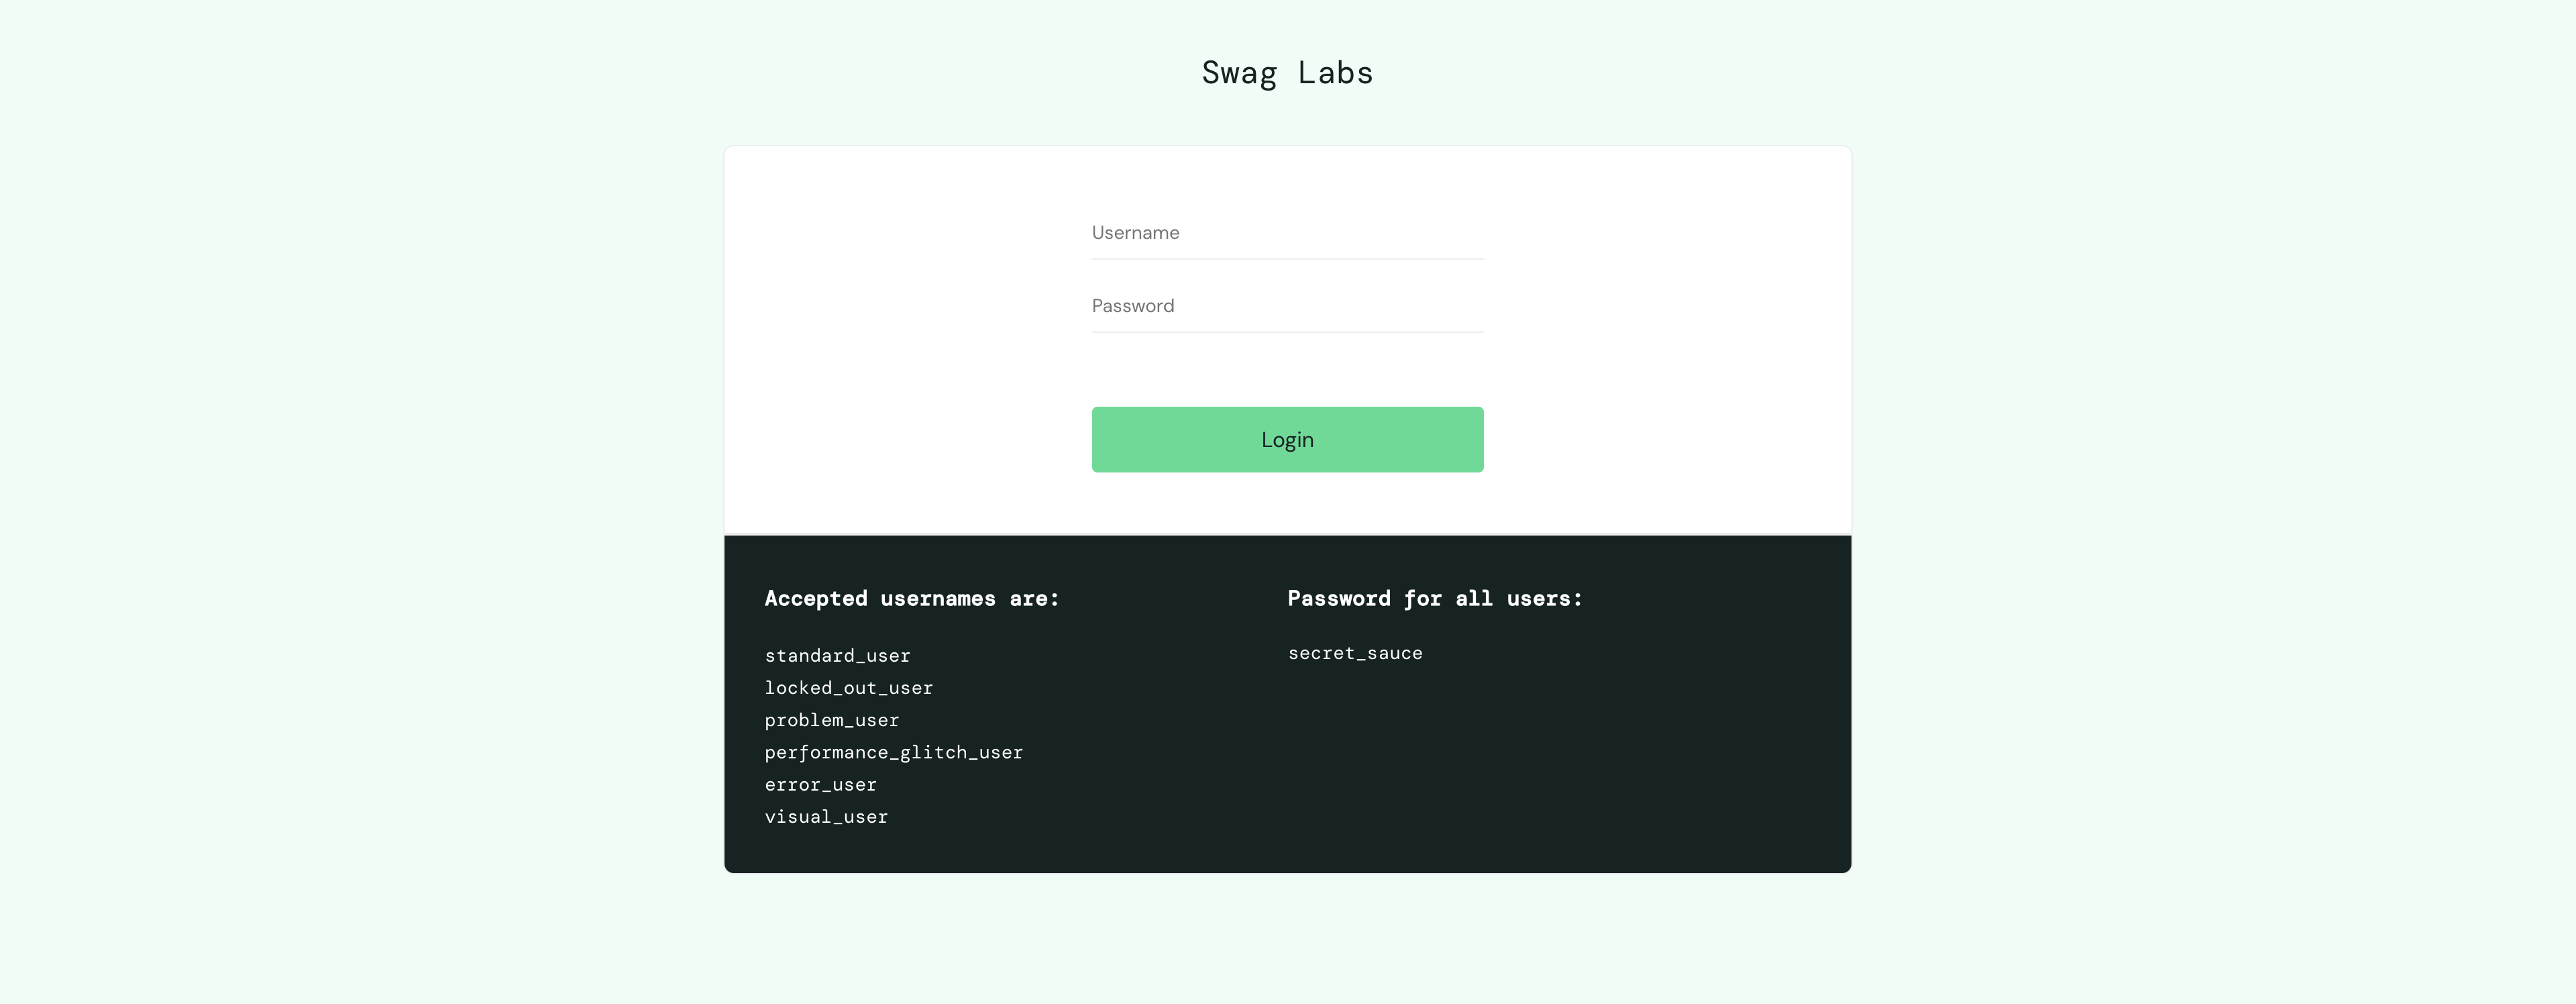 Swag Labs
Username
Password
Login
Accepted usernames are:
standard_user
locked_out_user
problem_user
performance_glitch_user
error_user
visual_user
Password for all users:
secret_sauce